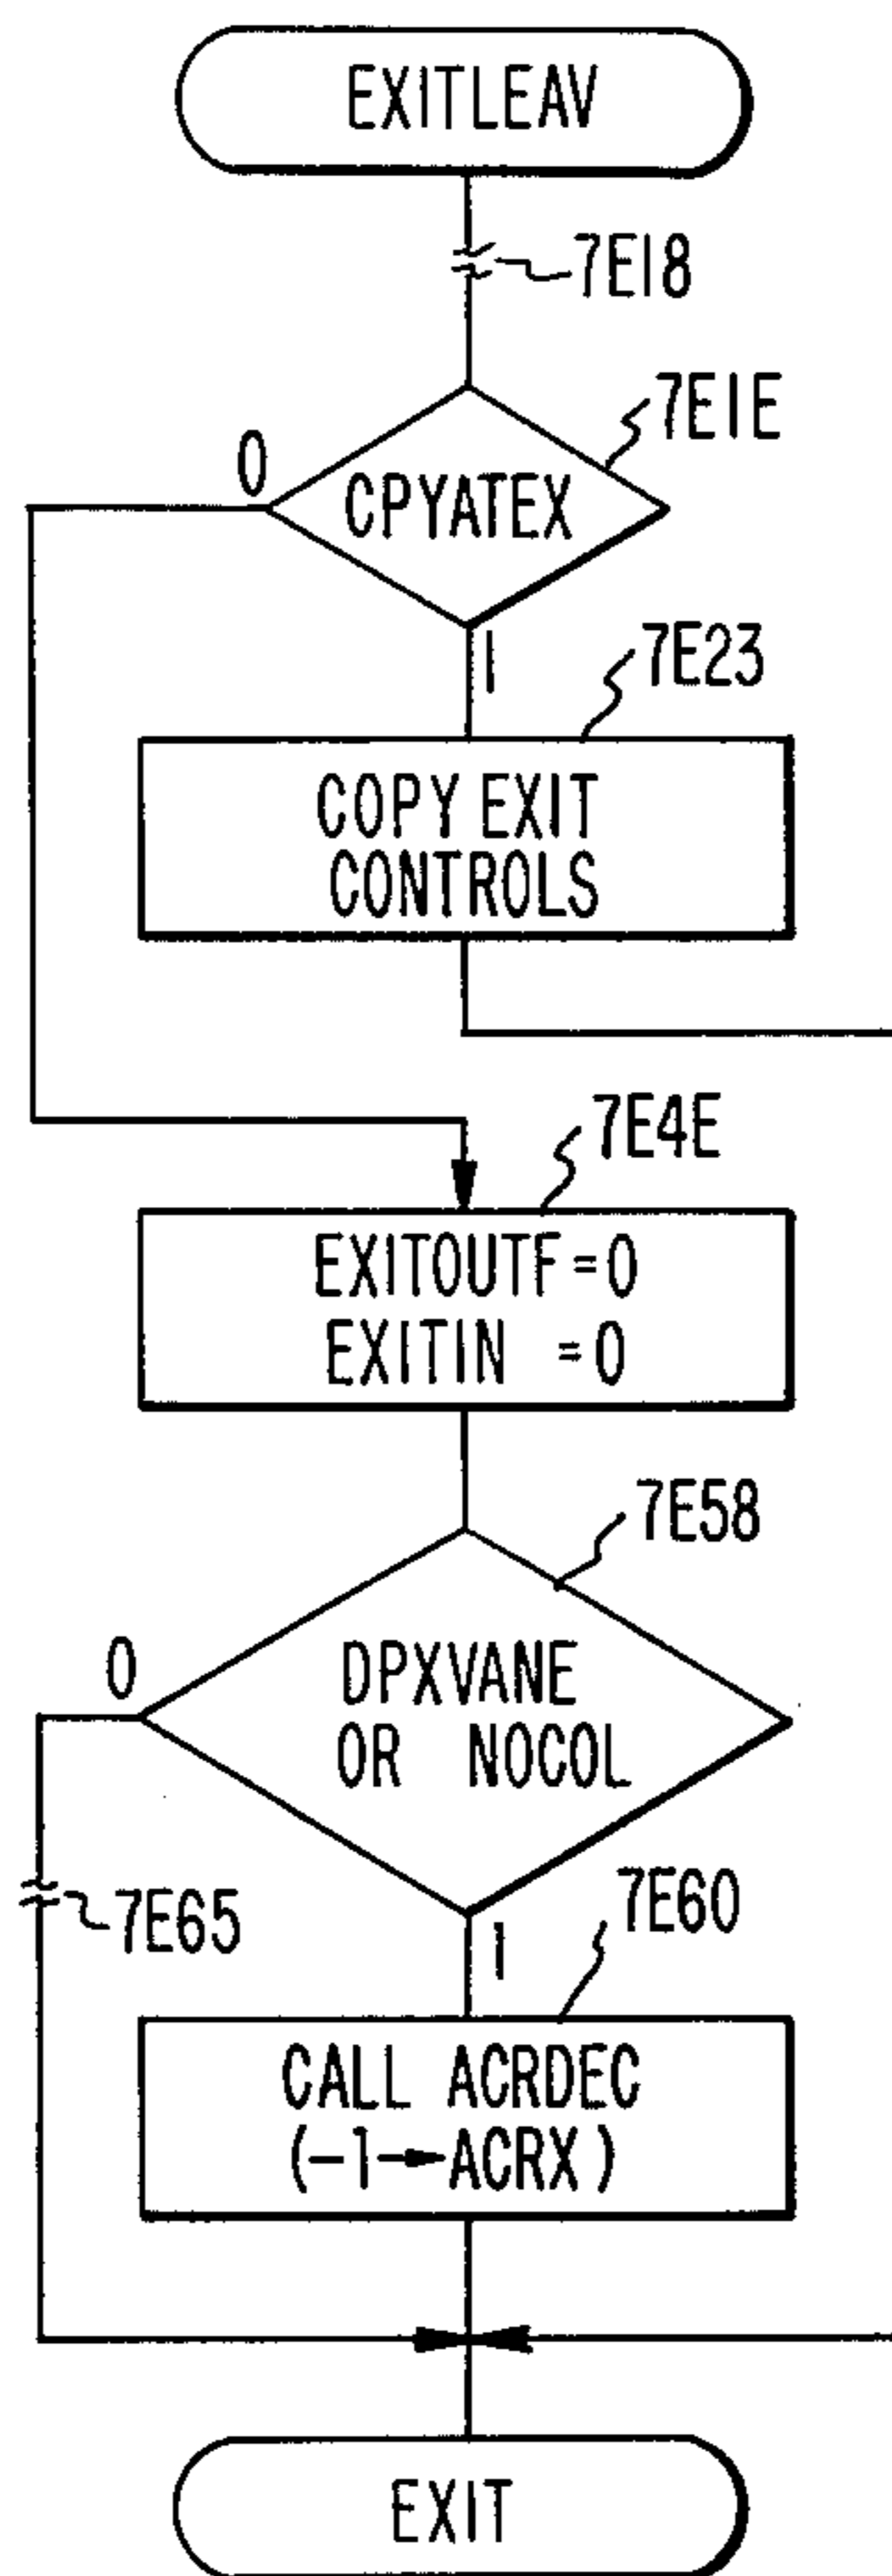 EXITLEAV
7E18
7E1E
0
CPYATEX
1
7E23
COPY EXIT
CONTROLS
7E4E
EXITOUTF=0
EXITIN =0
7E58
0
DPXVANE
OR NOCOL
7E65
7E60
1
CALL ACRDEC
(-1→ACRX)
EXIT